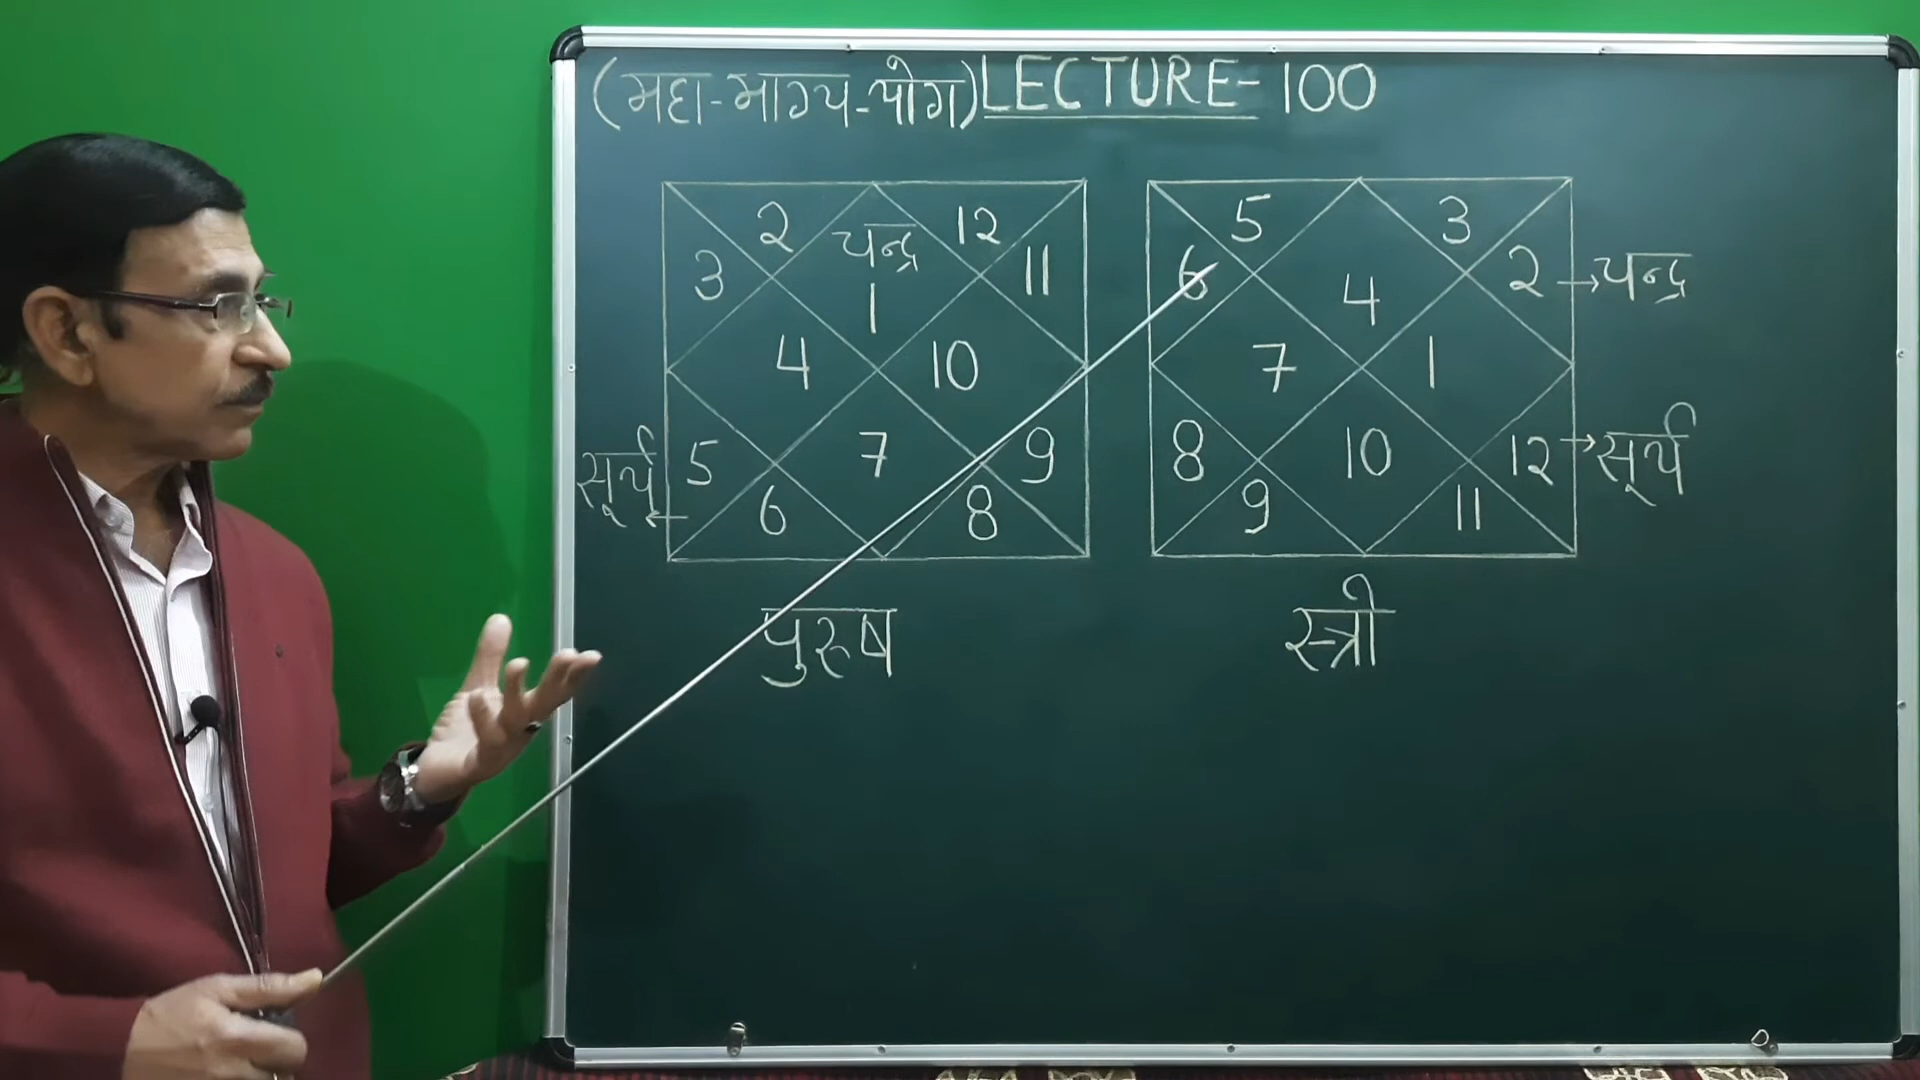 (महा-भाग्य-योग) LECTURE-100
2 चन्द्र 12
3 1 11
4 10
सूर्य 5 7 9
6 8
पुरुष
5 3
6 4 2 → चन्द्र
7 1
8 10 12 → सूर्य
9 11
स्त्री